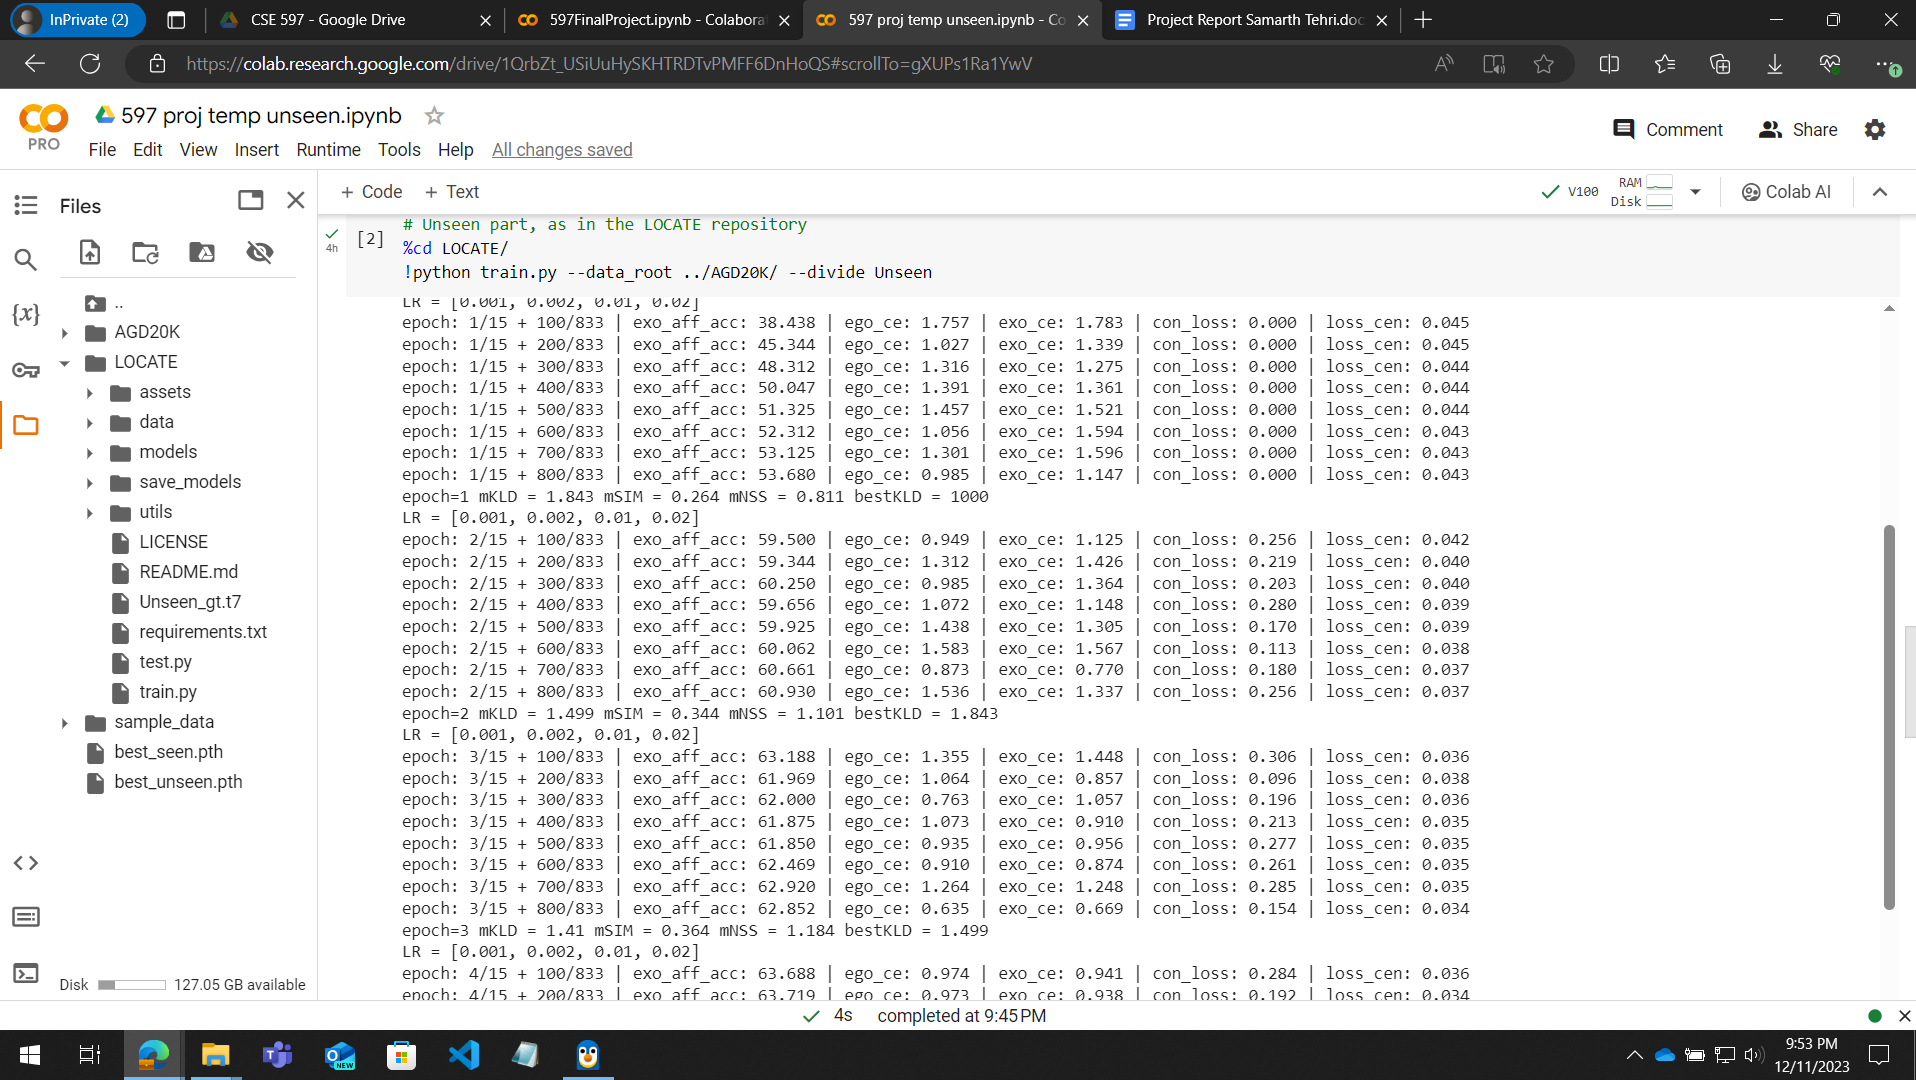 InPrivate (2)
CSE 597 - Google Drive
597FinalProject.ipynb - Colabora
597 proj temp unseen.ipynb - Co
Project Report Samarth Tehri.doc
https://colab.research.google.com/drive/1QrbZt_USiUuHySKHTRDTvPMFF6DnHoQS#scrollTo=gXUPs1Ra1YwV
PRO
597 proj temp unseen.ipynb
File Edit View Insert Runtime Tools Help All changes saved
Comment
Share
Files
+ Code + Text
V100
RAM
Disk
Colab AI
{x}
..
AGD20K
LOCATE
assets
data
models
save_models
utils
LICENSE
README.md
Unseen_gt.t7
requirements.txt
test.py
train.py
sample_data
best_seen.pth
best_unseen.pth
Disk 127.05 GB available
4h
[2]
# Unseen part, as in the LOCATE repository
%cd LOCATE/
!python train.py --data_root ../AGD20K/ --divide Unseen
LR = [0.001, 0.002, 0.01, 0.02]
epoch: 1/15 + 100/833 | exo_aff_acc: 38.438 | ego_ce: 1.757 | exo_ce: 1.783 | con_loss: 0.000 | loss_cen: 0.045
epoch: 1/15 + 200/833 | exo_aff_acc: 45.344 | ego_ce: 1.027 | exo_ce: 1.339 | con_loss: 0.000 | loss_cen: 0.045
epoch: 1/15 + 300/833 | exo_aff_acc: 48.312 | ego_ce: 1.316 | exo_ce: 1.275 | con_loss: 0.000 | loss_cen: 0.044
epoch: 1/15 + 400/833 | exo_aff_acc: 50.047 | ego_ce: 1.391 | exo_ce: 1.361 | con_loss: 0.000 | loss_cen: 0.044
epoch: 1/15 + 500/833 | exo_aff_acc: 51.325 | ego_ce: 1.457 | exo_ce: 1.521 | con_loss: 0.000 | loss_cen: 0.044
epoch: 1/15 + 600/833 | exo_aff_acc: 52.312 | ego_ce: 1.056 | exo_ce: 1.594 | con_loss: 0.000 | loss_cen: 0.043
epoch: 1/15 + 700/833 | exo_aff_acc: 53.125 | ego_ce: 1.301 | exo_ce: 1.596 | con_loss: 0.000 | loss_cen: 0.043
epoch: 1/15 + 800/833 | exo_aff_acc: 53.680 | ego_ce: 0.985 | exo_ce: 1.147 | con_loss: 0.000 | loss_cen: 0.043
epoch=1 mKLD = 1.843 mSIM = 0.264 mNSS = 0.811 bestKLD = 1000
LR = [0.001, 0.002, 0.01, 0.02]
epoch: 2/15 + 100/833 | exo_aff_acc: 59.500 | ego_ce: 0.949 | exo_ce: 1.125 | con_loss: 0.256 | loss_cen: 0.042
epoch: 2/15 + 200/833 | exo_aff_acc: 59.344 | ego_ce: 1.312 | exo_ce: 1.426 | con_loss: 0.219 | loss_cen: 0.040
epoch: 2/15 + 300/833 | exo_aff_acc: 60.250 | ego_ce: 0.985 | exo_ce: 1.364 | con_loss: 0.203 | loss_cen: 0.040
epoch: 2/15 + 400/833 | exo_aff_acc: 59.656 | ego_ce: 1.072 | exo_ce: 1.148 | con_loss: 0.280 | loss_cen: 0.039
epoch: 2/15 + 500/833 | exo_aff_acc: 59.925 | ego_ce: 1.438 | exo_ce: 1.305 | con_loss: 0.170 | loss_cen: 0.039
epoch: 2/15 + 600/833 | exo_aff_acc: 60.062 | ego_ce: 1.583 | exo_ce: 1.567 | con_loss: 0.113 | loss_cen: 0.038
epoch: 2/15 + 700/833 | exo_aff_acc: 60.661 | ego_ce: 0.873 | exo_ce: 0.770 | con_loss: 0.180 | loss_cen: 0.037
epoch: 2/15 + 800/833 | exo_aff_acc: 60.930 | ego_ce: 1.536 | exo_ce: 1.337 | con_loss: 0.256 | loss_cen: 0.037
epoch=2 mKLD = 1.499 mSIM = 0.344 mNSS = 1.101 bestKLD = 1.843
LR = [0.001, 0.002, 0.01, 0.02]
epoch: 3/15 + 100/833 | exo_aff_acc: 63.188 | ego_ce: 1.355 | exo_ce: 1.448 | con_loss: 0.306 | loss_cen: 0.036
epoch: 3/15 + 200/833 | exo_aff_acc: 61.969 | ego_ce: 1.064 | exo_ce: 0.857 | con_loss: 0.096 | loss_cen: 0.038
epoch: 3/15 + 300/833 | exo_aff_acc: 62.000 | ego_ce: 0.763 | exo_ce: 1.057 | con_loss: 0.196 | loss_cen: 0.036
epoch: 3/15 + 400/833 | exo_aff_acc: 61.875 | ego_ce: 1.073 | exo_ce: 0.910 | con_loss: 0.213 | loss_cen: 0.035
epoch: 3/15 + 500/833 | exo_aff_acc: 61.850 | ego_ce: 0.935 | exo_ce: 0.956 | con_loss: 0.277 | loss_cen: 0.035
epoch: 3/15 + 600/833 | exo_aff_acc: 62.469 | ego_ce: 0.910 | exo_ce: 0.874 | con_loss: 0.261 | loss_cen: 0.035
epoch: 3/15 + 700/833 | exo_aff_acc: 62.920 | ego_ce: 1.264 | exo_ce: 1.248 | con_loss: 0.285 | loss_cen: 0.035
epoch: 3/15 + 800/833 | exo_aff_acc: 62.852 | ego_ce: 0.635 | exo_ce: 0.669 | con_loss: 0.154 | loss_cen: 0.034
epoch=3 mKLD = 1.41 mSIM = 0.364 mNSS = 1.184 bestKLD = 1.499
LR = [0.001, 0.002, 0.01, 0.02]
epoch: 4/15 + 100/833 | exo_aff_acc: 63.688 | ego_ce: 0.974 | exo_ce: 0.941 | con_loss: 0.284 | loss_cen: 0.036
epoch: 4/15 + 200/833 | exo_aff_acc: 63.719 | ego_ce: 0.973 | exo_ce: 0.938 | con_loss: 0.192 | loss_cen: 0.034
4s completed at 9:45 PM
NEW
9:53 PM
12/11/2023